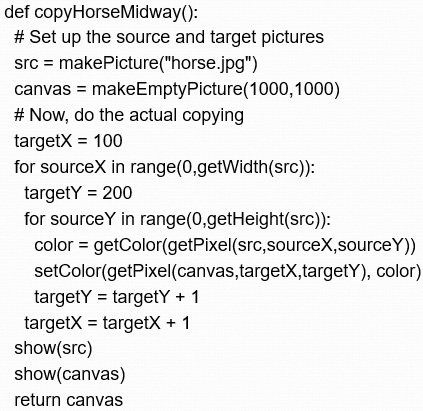 def copyHorseMidway():
# Set up the source and target pictures
src = makePicture("horse.jpg")
canvas = makeEmptyPicture(1000,1000)
# Now, do the actual copying
targetX = 100
for sourceX in range(0,getWidth(src)):
targetY = 200
for sourceY in range(0,getHeight(src)):
color = getColor(getPixel(src,sourceX,sourceY))
setColor(getPixel(canvas,targetX,targetY), color)
targetY = targetY + 1
targetX = targetX + 1
show(src)
show(canvas)
return canvas